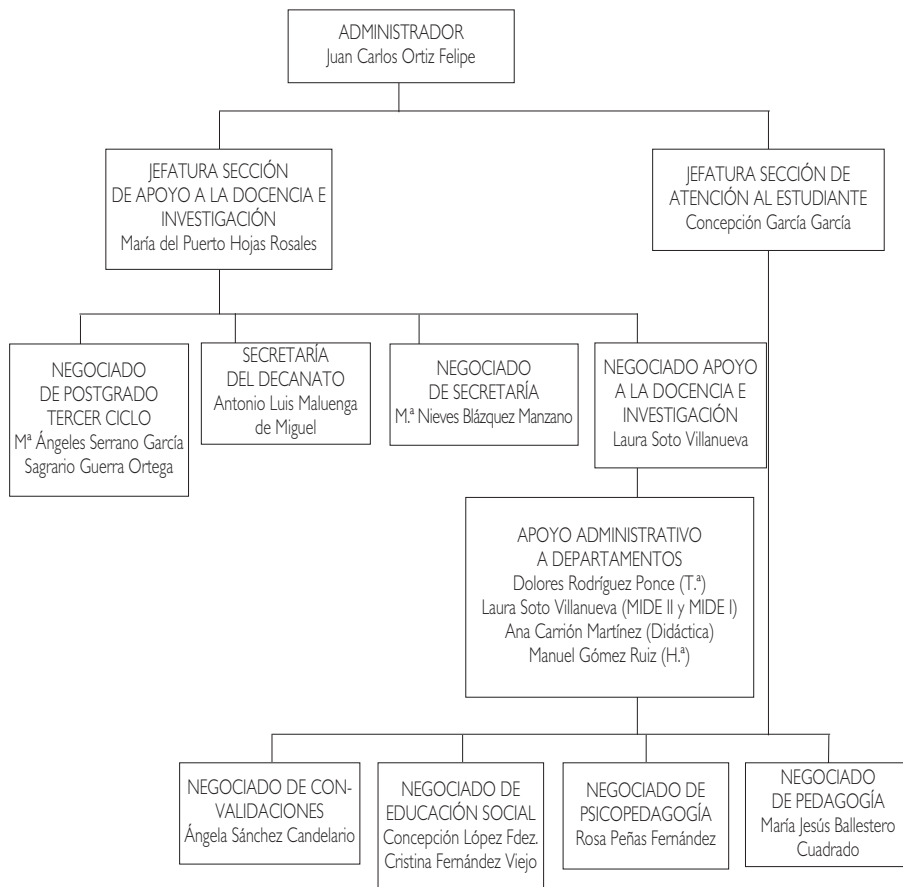 ADMINISTRADOR
Juan Carlos Ortiz Felipe
JEFATURA SECCIÓN
DE APOYO A LA DOCENCIA E
INVESTIGACIÓN
María del Puerto Hojas Rosales
JEFATURA SECCIÓN DE
ATENCIÓN AL ESTUDIANTE
Concepción García García
NEGOCIADO
DE POSTGRADO
TERCER CICLO
Mª Ángeles Serrano García
Sagrario Guerra Ortega
SECRETARÍA
DEL DECANATO
Antonio Luis Maluenga
de Miguel
NEGOCIADO
DE SECRETARÍA
M.ª Nieves Blázquez Manzano
NEGOCIADO APOYO
A LA DOCENCIA E
INVESTIGACIÓN
Laura Soto Villanueva
APOYO ADMINISTRATIVO
A DEPARTAMENTOS
Dolores Rodríguez Ponce (T.ª)
Laura Soto Villanueva (MIDE II y MIDE I)
Ana Carrión Martínez (Didáctica)
Manuel Gómez Ruiz (H.ª)
NEGOCIADO DE CON-
VALIDACIONES
Ángela Sánchez Candelario
NEGOCIADO DE
EDUCACIÓN SOCIAL
Concepción López Fdez.
Cristina Fernández Viejo
NEGOCIADO DE
PSICOPEDAGOGÍA
Rosa Peñas Fernández
NEGOCIADO
DE PEDAGOGÍA
María Jesús Ballestero
Cuadrado